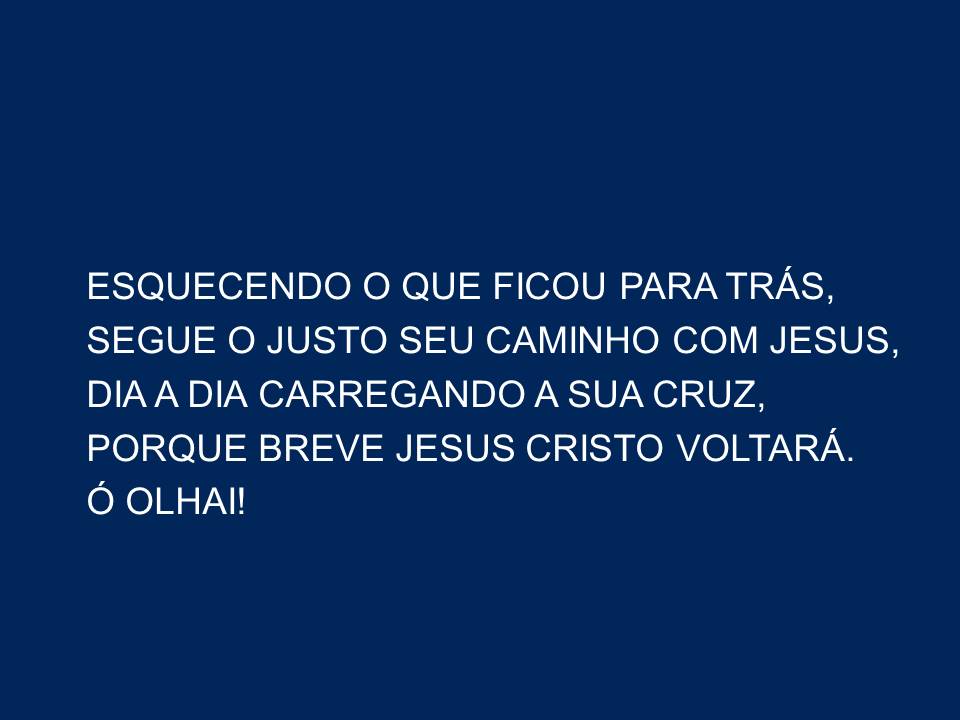 ESQUECENDO O QUE FICOU PARA TRÁS,
SEGUE O JUSTO SEU CAMINHO COM JESUS,
DIA A DIA CARREGANDO A SUA CRUZ,
PORQUE BREVE JESUS CRISTO VOLTARÁ.
Ó OLHAI!